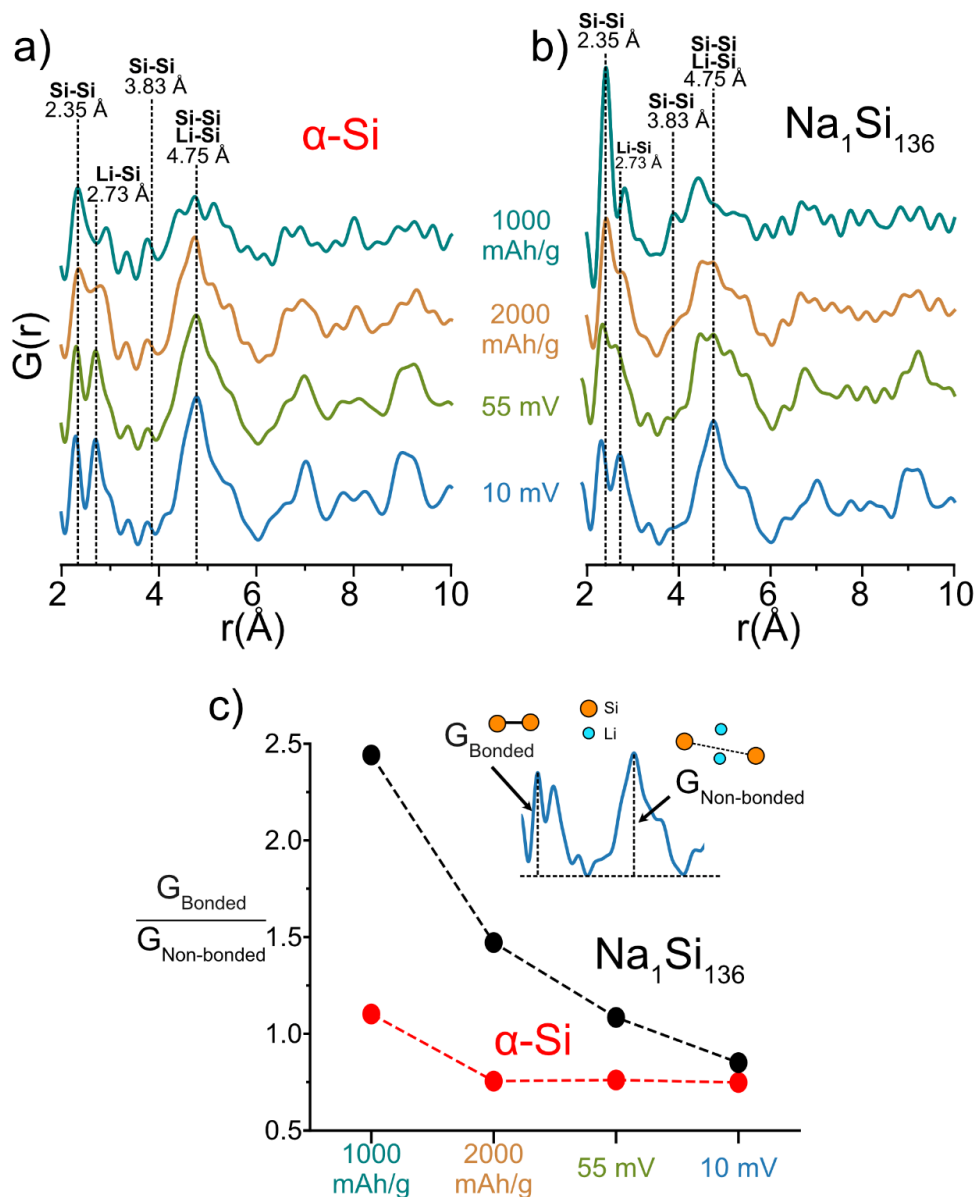 a)
Si-Si
2.35 Å
Li-Si
2.73 Å
Si-Si
3.83 Å
Si-Si
Li-Si
4.75 Å
α-Si
b)
Si-Si
2.35 Å
Li-Si
2.73 Å
Si-Si
3.83 Å
Si-Si
Li-Si
4.75 Å
Na₁Si₁₃₆
G(r)
1000
mAh/g
2000
mAh/g
55 mV
10 mV
2 4 6 8 10
r(Å)
2 4 6 8 10
r(Å)
c)
Si
Li
G_Bonded
G_Non-bonded
2.5
2.0
1.5
1.0
0.5
G_Bonded
G_Non-bonded
Na₁Si₁₃₆
α-Si
1000
mAh/g
2000
mAh/g
55 mV
10 mV